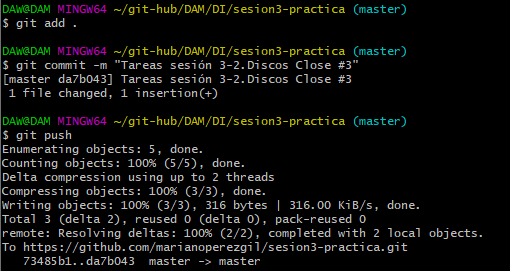 DAW@DAM MINGW64 ~/git-hub/DAM/DI/sesion3-practica (master)
$ git add .
DAW@DAM MINGW64 ~/git-hub/DAM/DI/sesion3-practica (master)
$ git commit -m "Tareas sesión 3-2.Discos Close #3"
[master da7b043] Tareas sesión 3-2.Discos Close #3
 1 file changed, 1 insertion(+)
DAW@DAM MINGW64 ~/git-hub/DAM/DI/sesion3-practica (master)
$ git push
Enumerating objects: 5, done.
Counting objects: 100% (5/5), done.
Delta compression using up to 2 threads
Compressing objects: 100% (3/3), done.
Writing objects: 100% (3/3), 316 bytes | 316.00 KiB/s, done.
Total 3 (delta 2), reused 0 (delta 0), pack-reused 0
remote: Resolving deltas: 100% (2/2), completed with 2 local objects.
To https://github.com/marianoperezgil/sesion3-practica.git
   73485b1..da7b043  master -> master